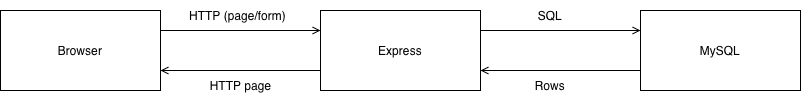 HTTP (page/form)
SQL
Browser
Express
MySQL
HTTP page
Rows